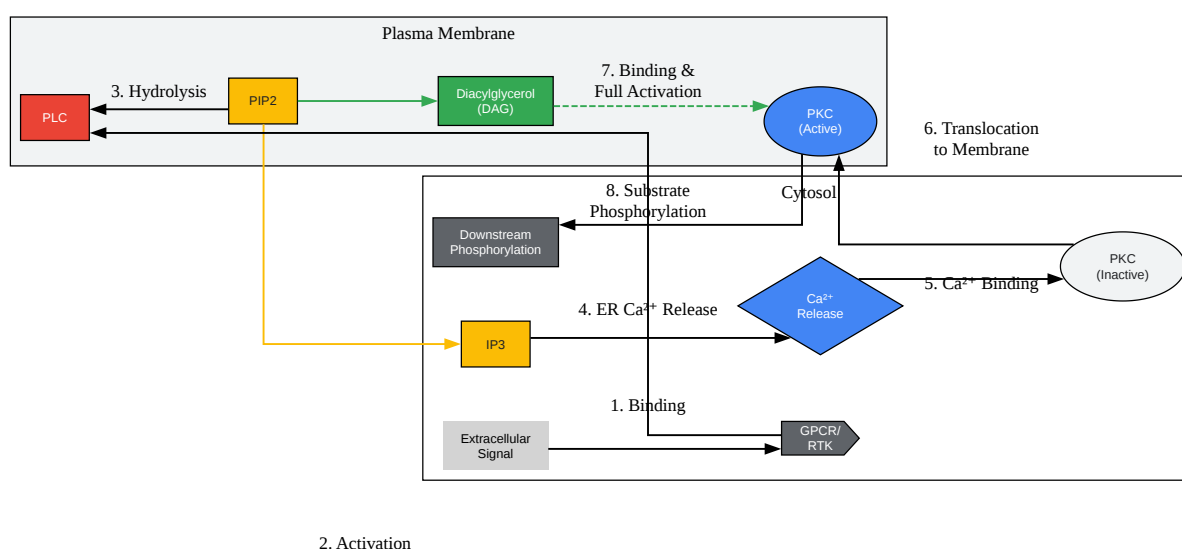 Plasma Membrane
3. Hydrolysis
PLC
PIP2
Diacylglycerol
(DAG)
7. Binding &
Full Activation
PKC
(Active)
6. Translocation
to Membrane
Cytosol
8. Substrate
Phosphorylation
Downstream
Phosphorylation
PKC
(Inactive)
5. Ca²⁺ Binding
Ca²⁺
Release
4. ER Ca²⁺ Release
IP3
1. Binding
Extracellular
Signal
GPCR/
RTK
2. Activation